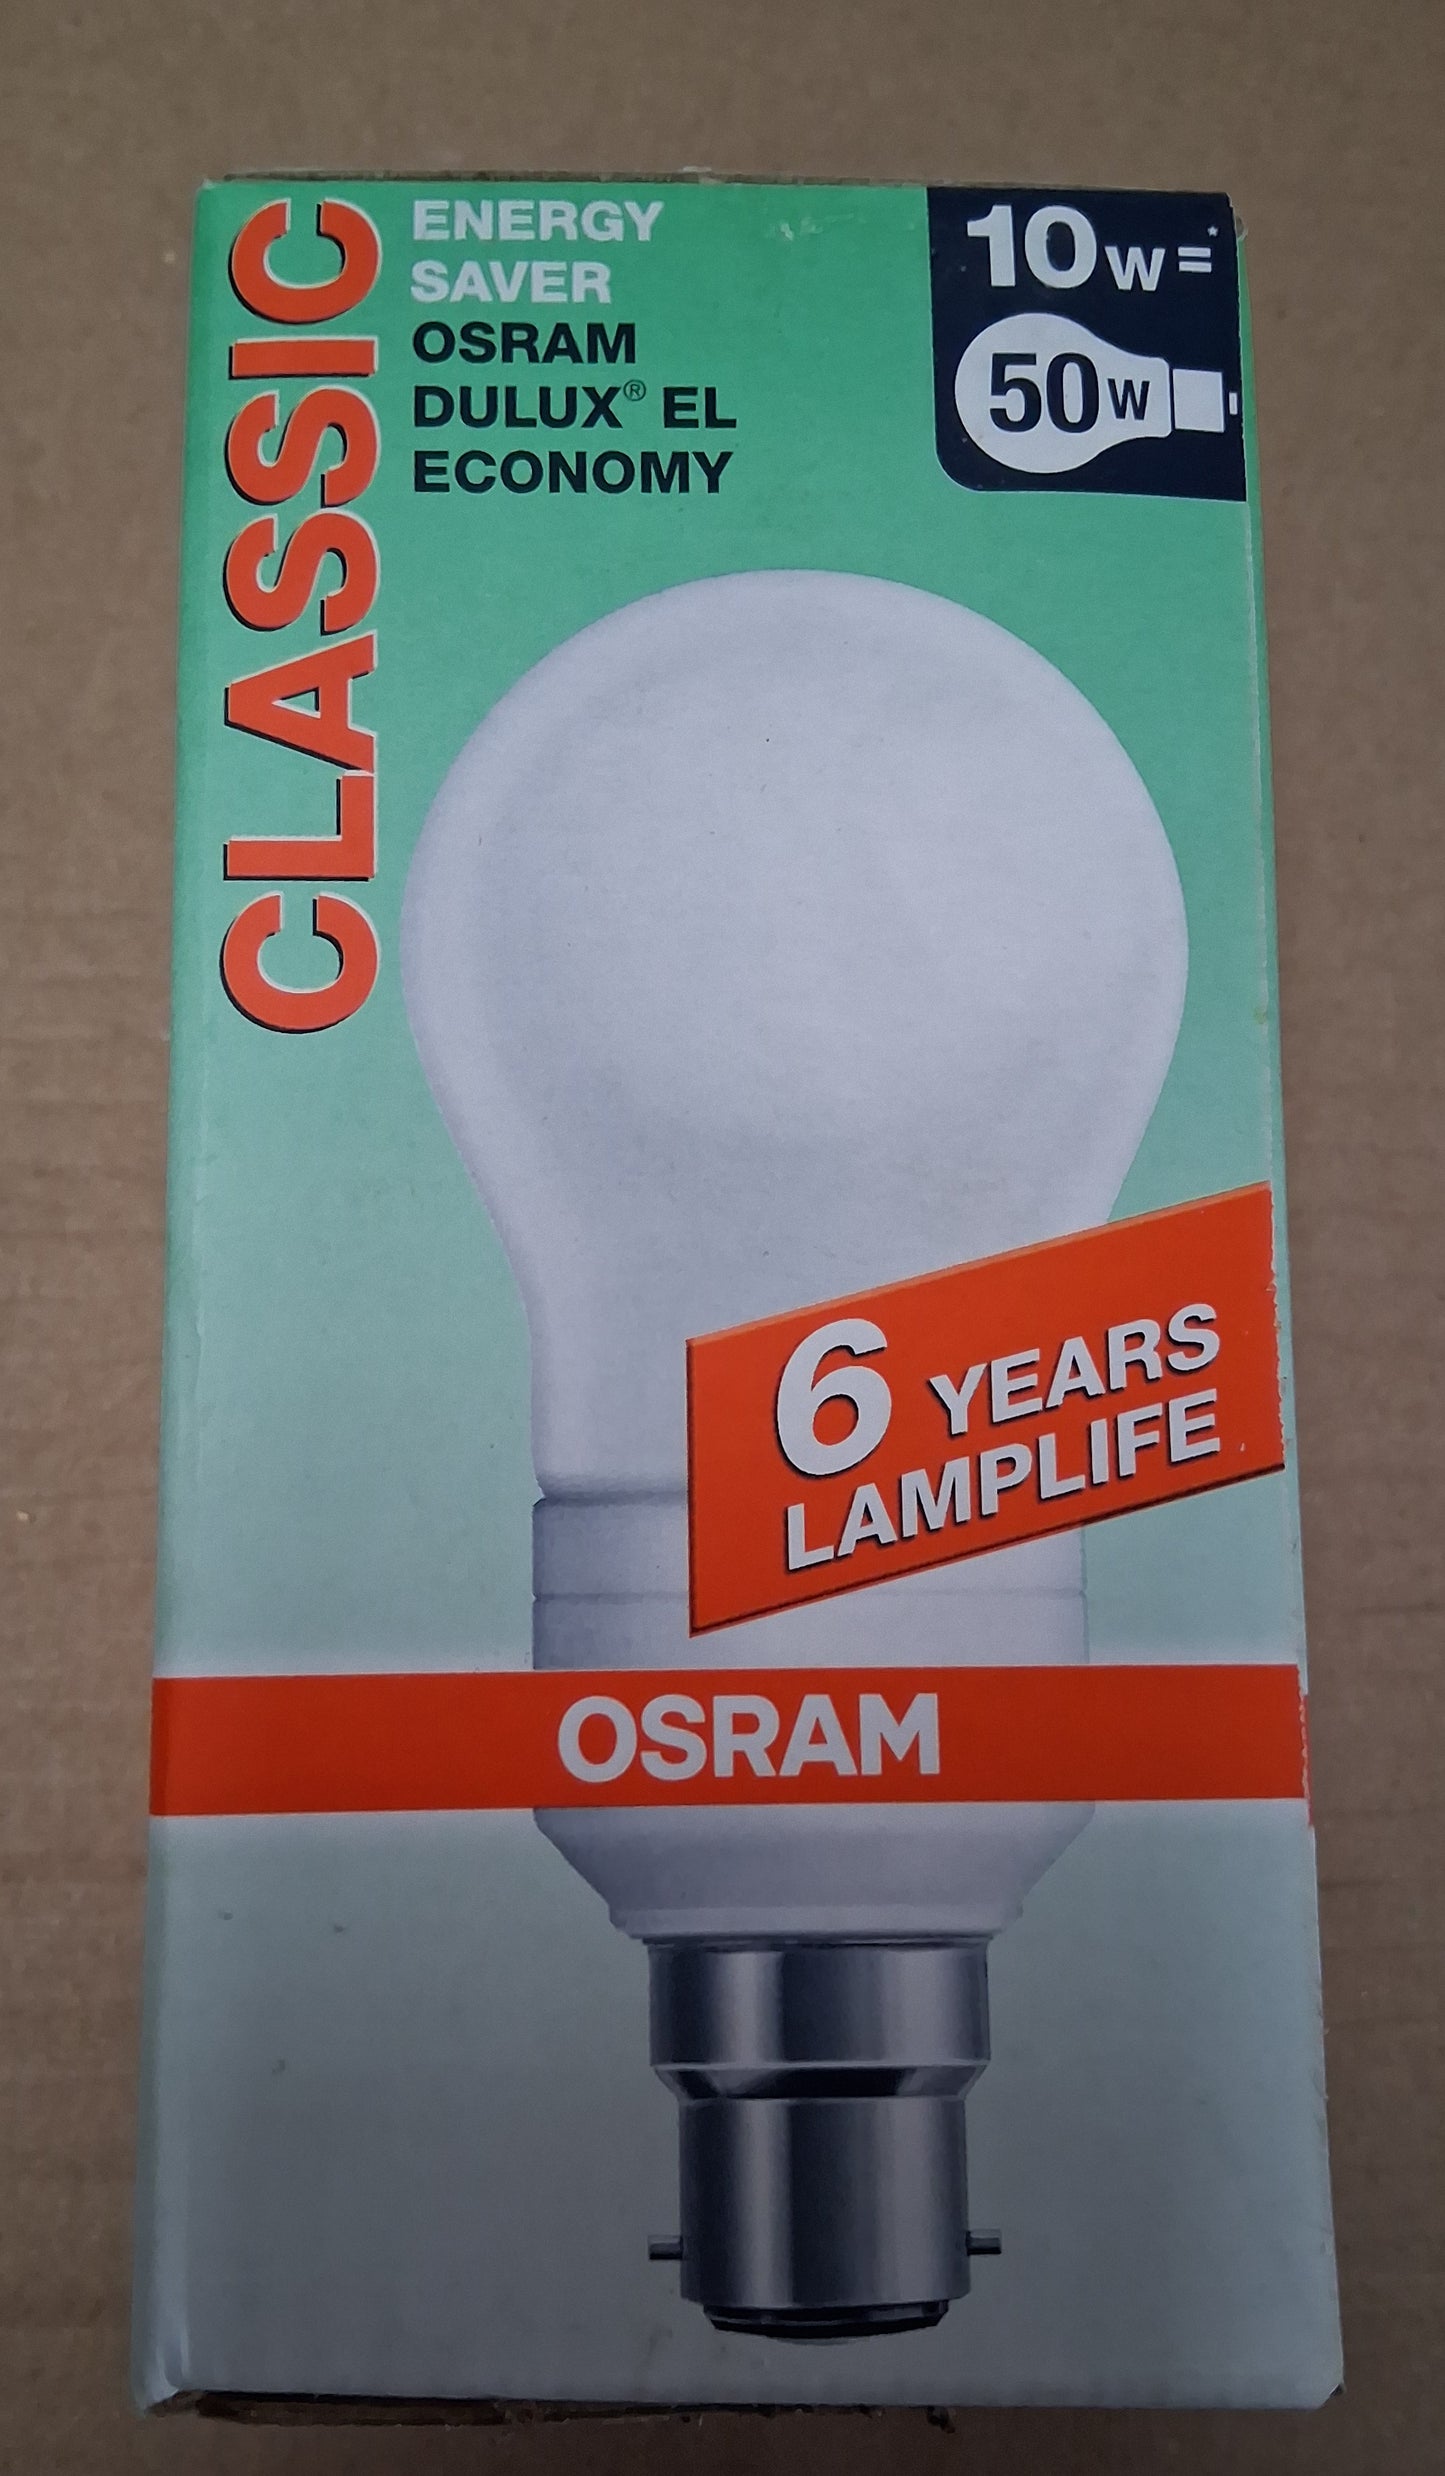 CLASSIC
ENERGY
SAVER
OSRAM
DULUX® EL
ECONOMY
10W=*
50W
6 YEARS
LAMPLIFE
OSRAM